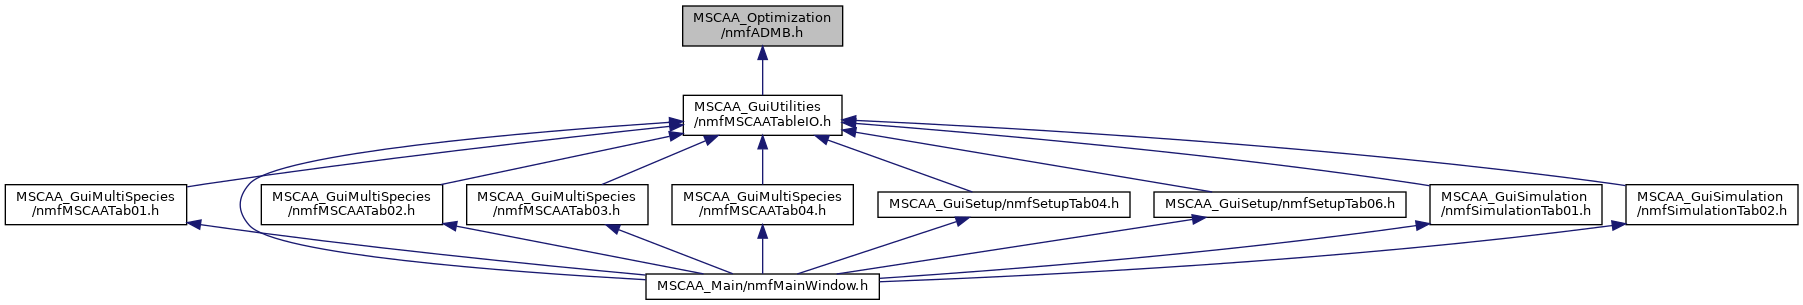 MSCAA_Optimization
/nmfADMB.h
MSCAA_GuiUtilities
/nmfMSCAATableIO.h
MSCAA_GuiMultiSpecies
/nmfMSCAATab01.h
MSCAA_GuiMultiSpecies
/nmfMSCAATab02.h
MSCAA_GuiMultiSpecies
/nmfMSCAATab03.h
MSCAA_GuiMultiSpecies
/nmfMSCAATab04.h
MSCAA_GuiSetup/nmfSetupTab04.h
MSCAA_GuiSetup/nmfSetupTab06.h
MSCAA_GuiSimulation
/nmfSimulationTab01.h
MSCAA_GuiSimulation
/nmfSimulationTab02.h
MSCAA_Main/nmfMainWindow.h